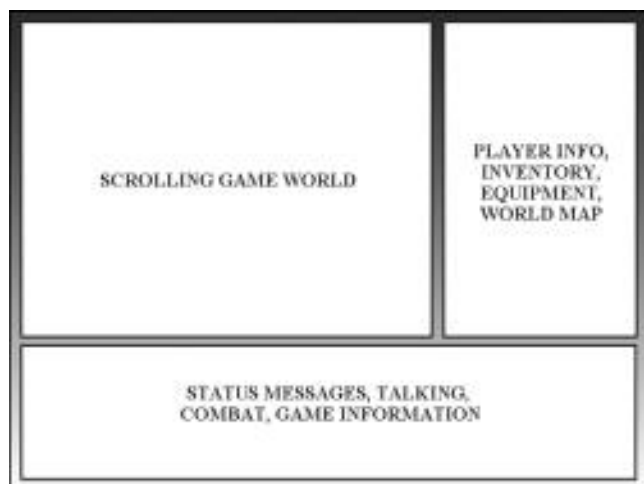 SCROLLING GAME WORLD
PLAYER INFO,
INVENTORY,
EQUIPMENT,
WORLD MAP
STATUS MESSAGES, TALKING,
COMBAT, GAME INFORMATION